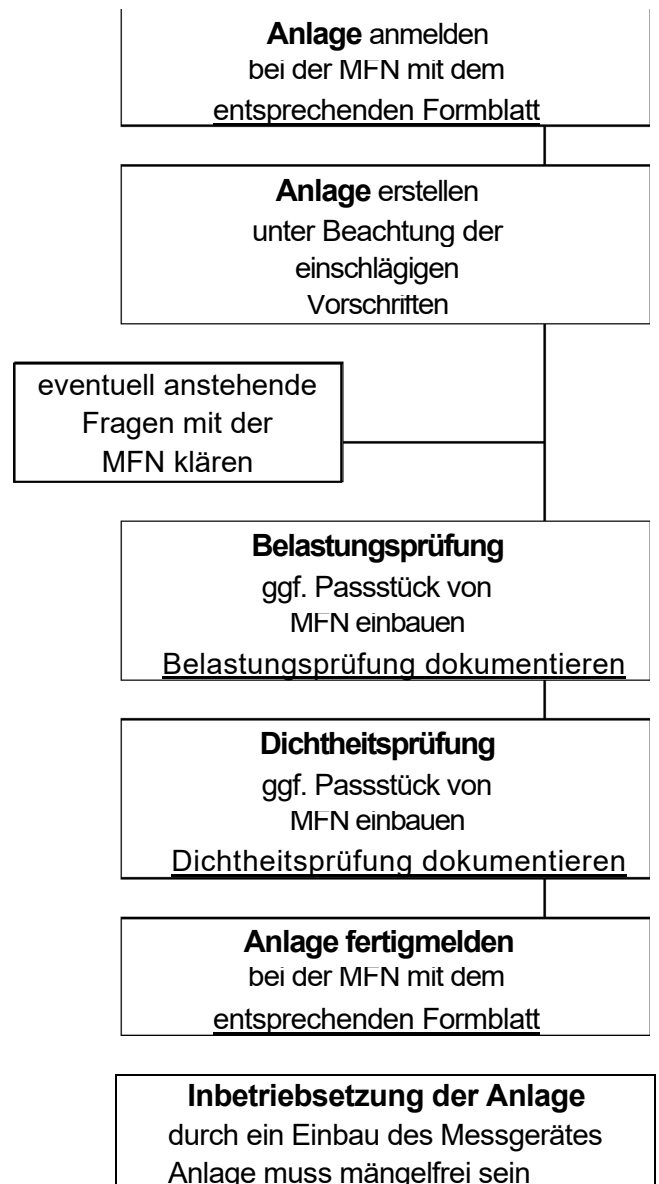 Anlage anmelden
bei der MFN mit dem
entsprechenden Formblatt
Anlage erstellen
unter Beachtung der
einschlägigen
Vorschriften
eventuell anstehende
Fragen mit der
MFN klären
Belastungsprüfung
ggf. Passstück von
MFN einbauen
Belastungsprüfung dokumentieren
Dichtheitsprüfung
ggf. Passstück von
MFN einbauen
Dichtheitsprüfung dokumentieren
Anlage fertigmelden
bei der MFN mit dem
entsprechenden Formblatt
Inbetriebsetzung der Anlage
durch ein Einbau des Messgerätes
Anlage muss mängelfrei sein